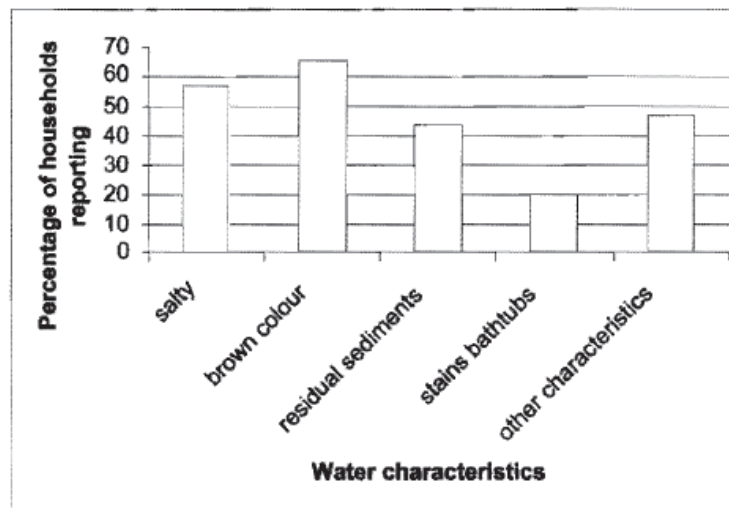 Percentage of households
reporting
70
60
50
40
30
20
10
0
salty
brown colour
residual sediments
stains bathtubs
other characteristics
Water characteristics